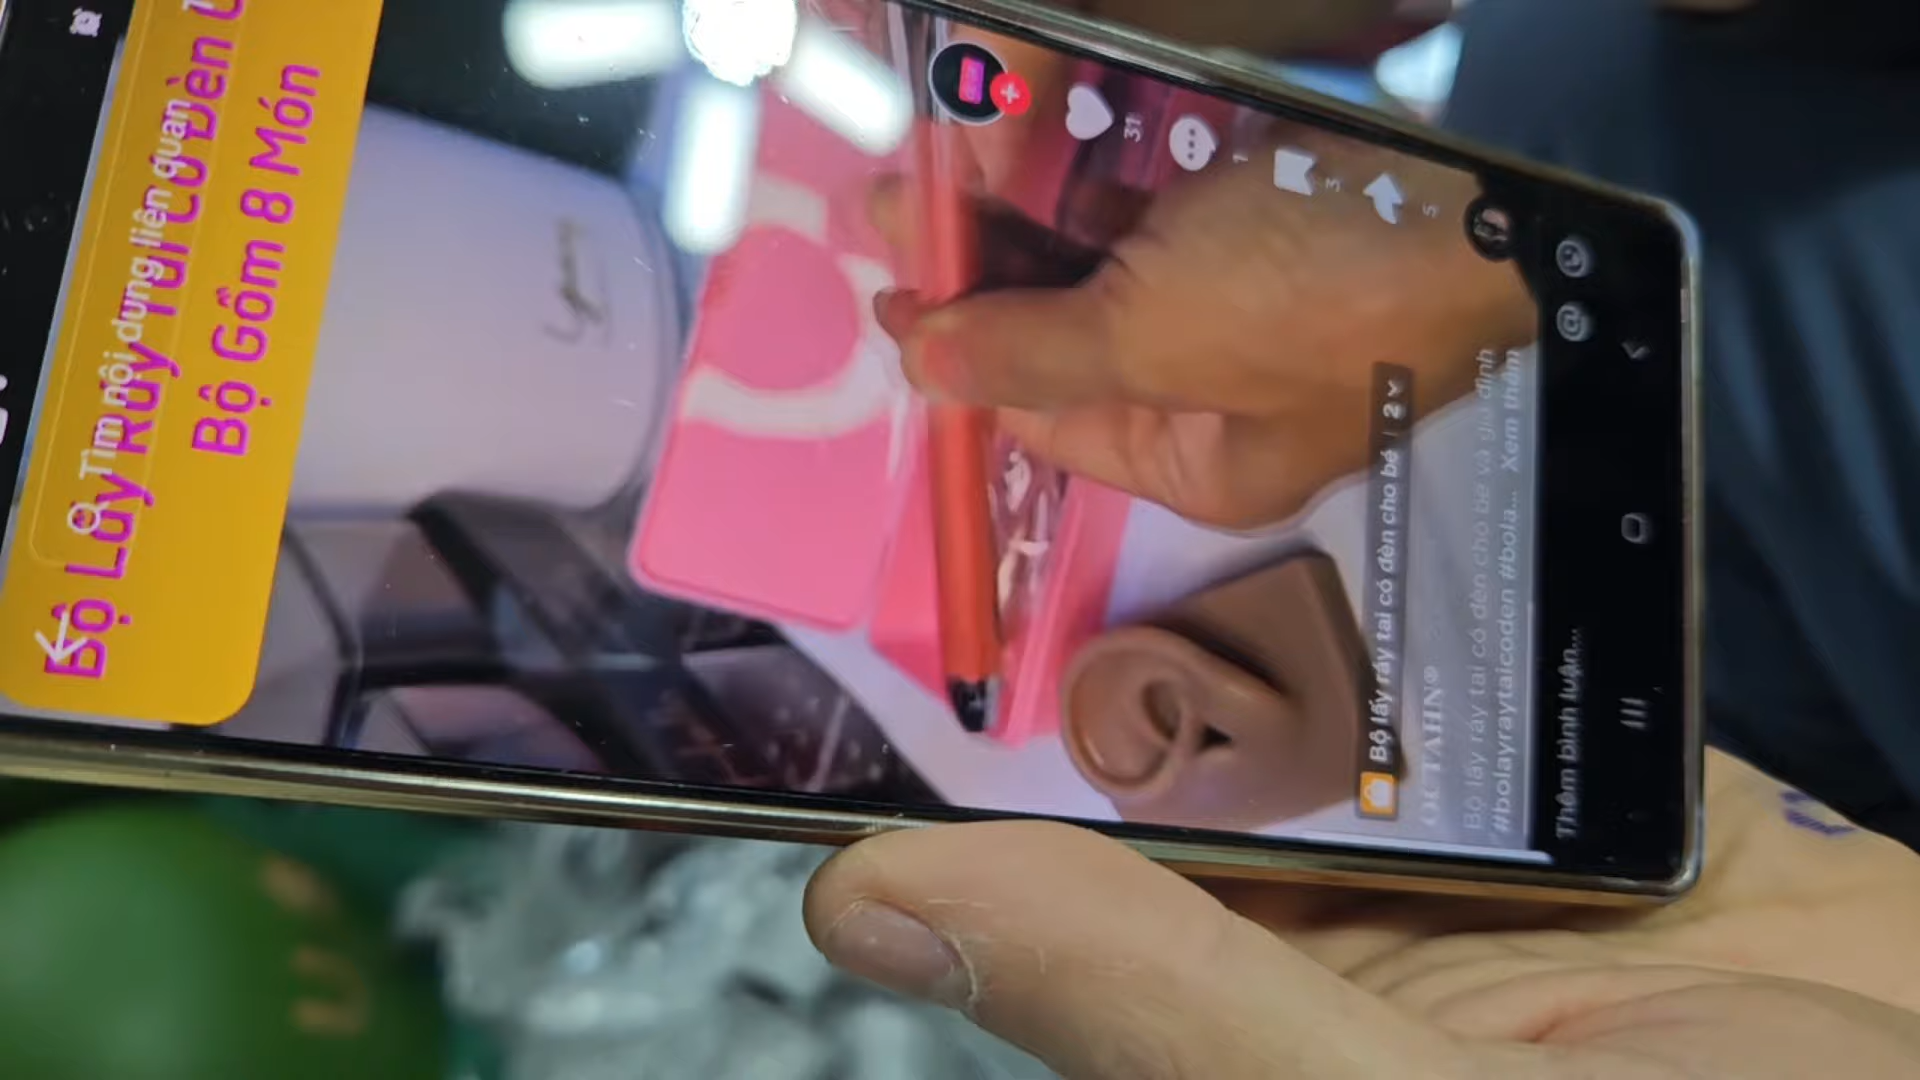 Tìm nội dung liên quan
Bộ Lấy Ráy Tai Có Đèn
Bộ Gồm 8 Món
31
1
3
5
Bộ lấy ráy tai có đèn cho bé | 2
OCTAHN®
Bộ lấy ráy tai có đèn cho bé và gia đình
#bolayraytaicoden #bola... Xem thêm
Thêm bình luận...